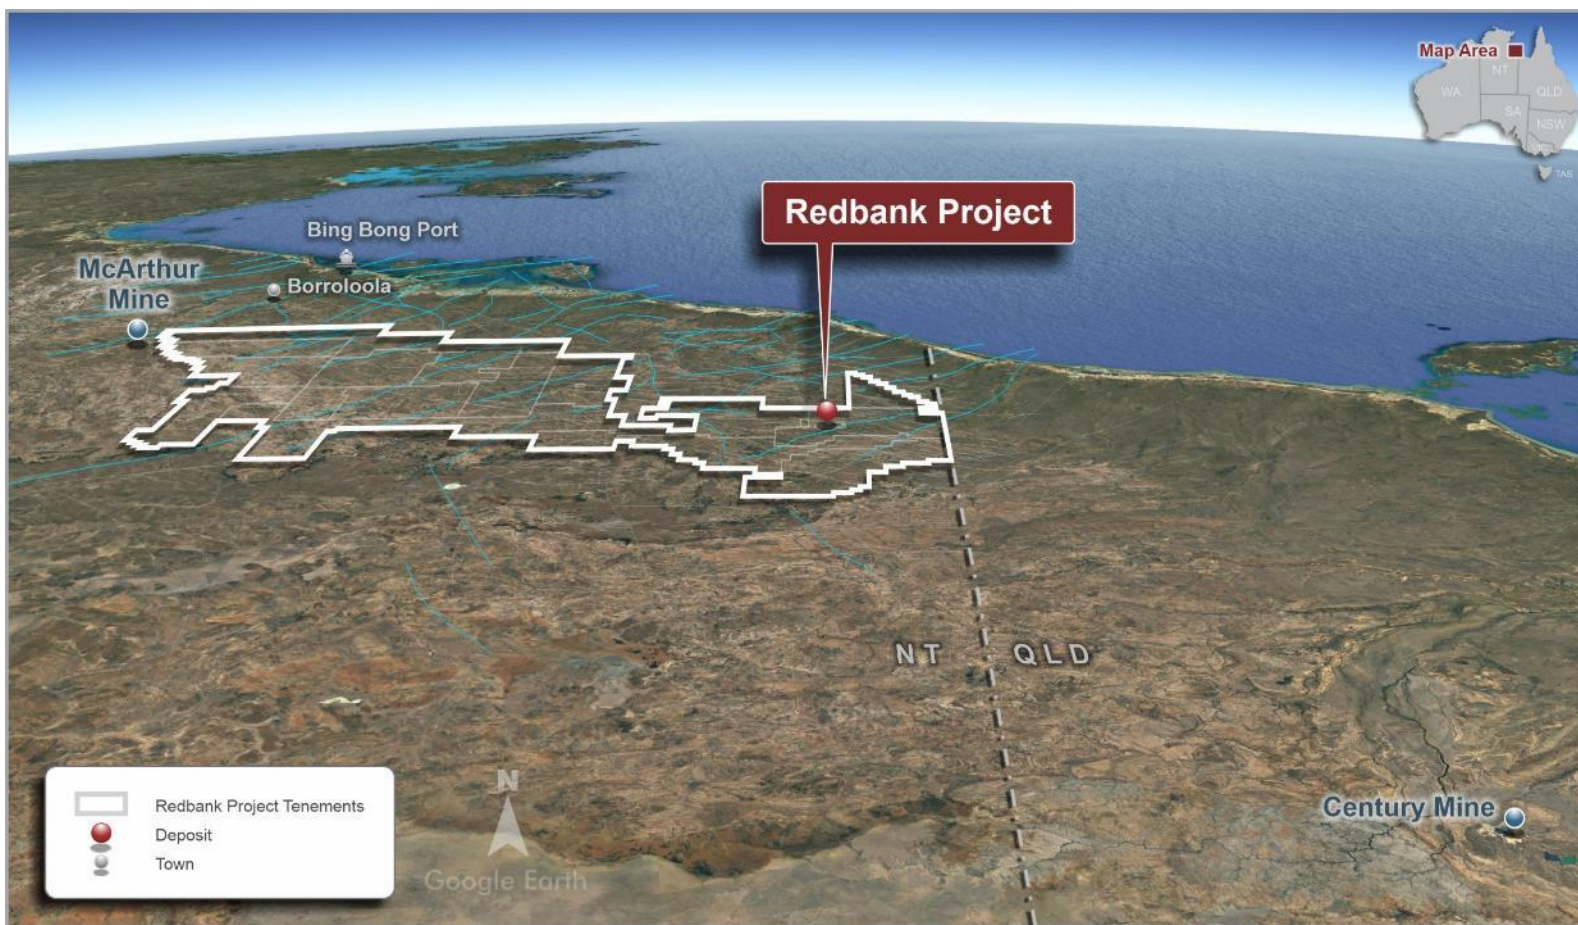 Map Area
NT
WA
QLD
SA
NSW
TAS
Redbank Project
Bing Bong Port
McArthur
Mine
Borroloola
NT
QLD
Century Mine
N
Google Earth
Redbank Project Tenements
Deposit
Town